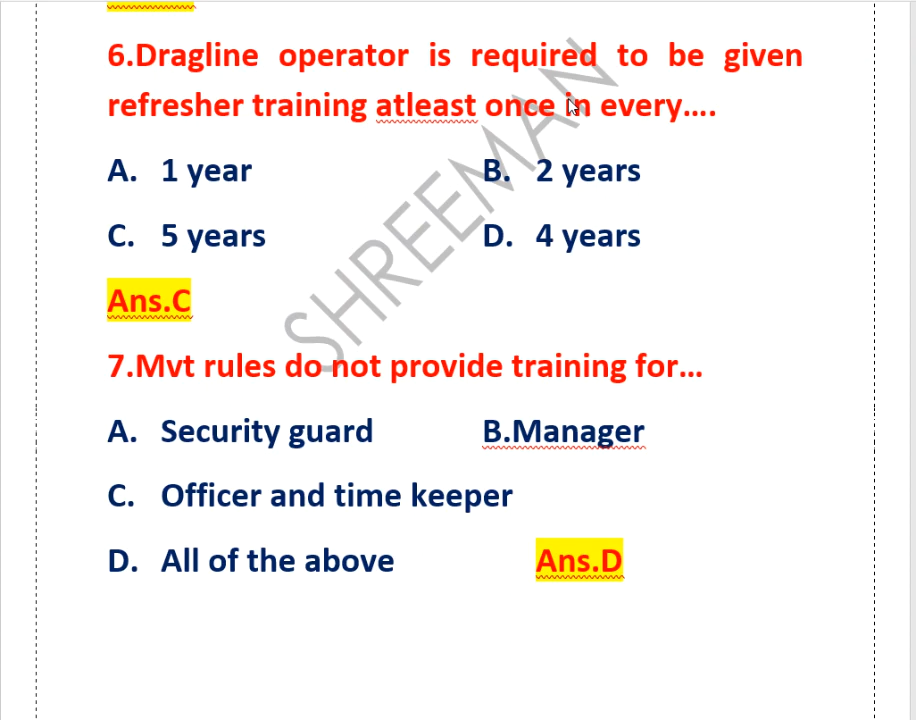 6.Dragline operator is required to be given
refresher training atleast once in every....
A. 1 year B. 2 years
C. 5 years D. 4 years
Ans.C
7.Mvt rules do not provide training for...
A. Security guard B.Manager
C. Officer and time keeper
D. All of the above Ans.D
SHREEMAN